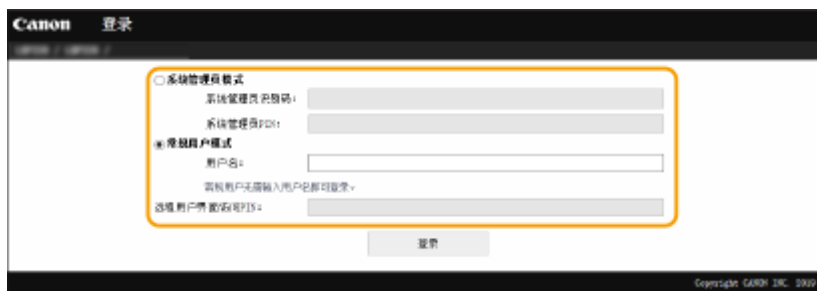 Canon 登录
系统管理员模式
系统管理员识别码:
系统管理员PIN:
常规用户模式
用户名:
常规用户无需输入用户名即可登录。
远程用户界面访问PIN:
登录
Copyright CANON INC. 2019